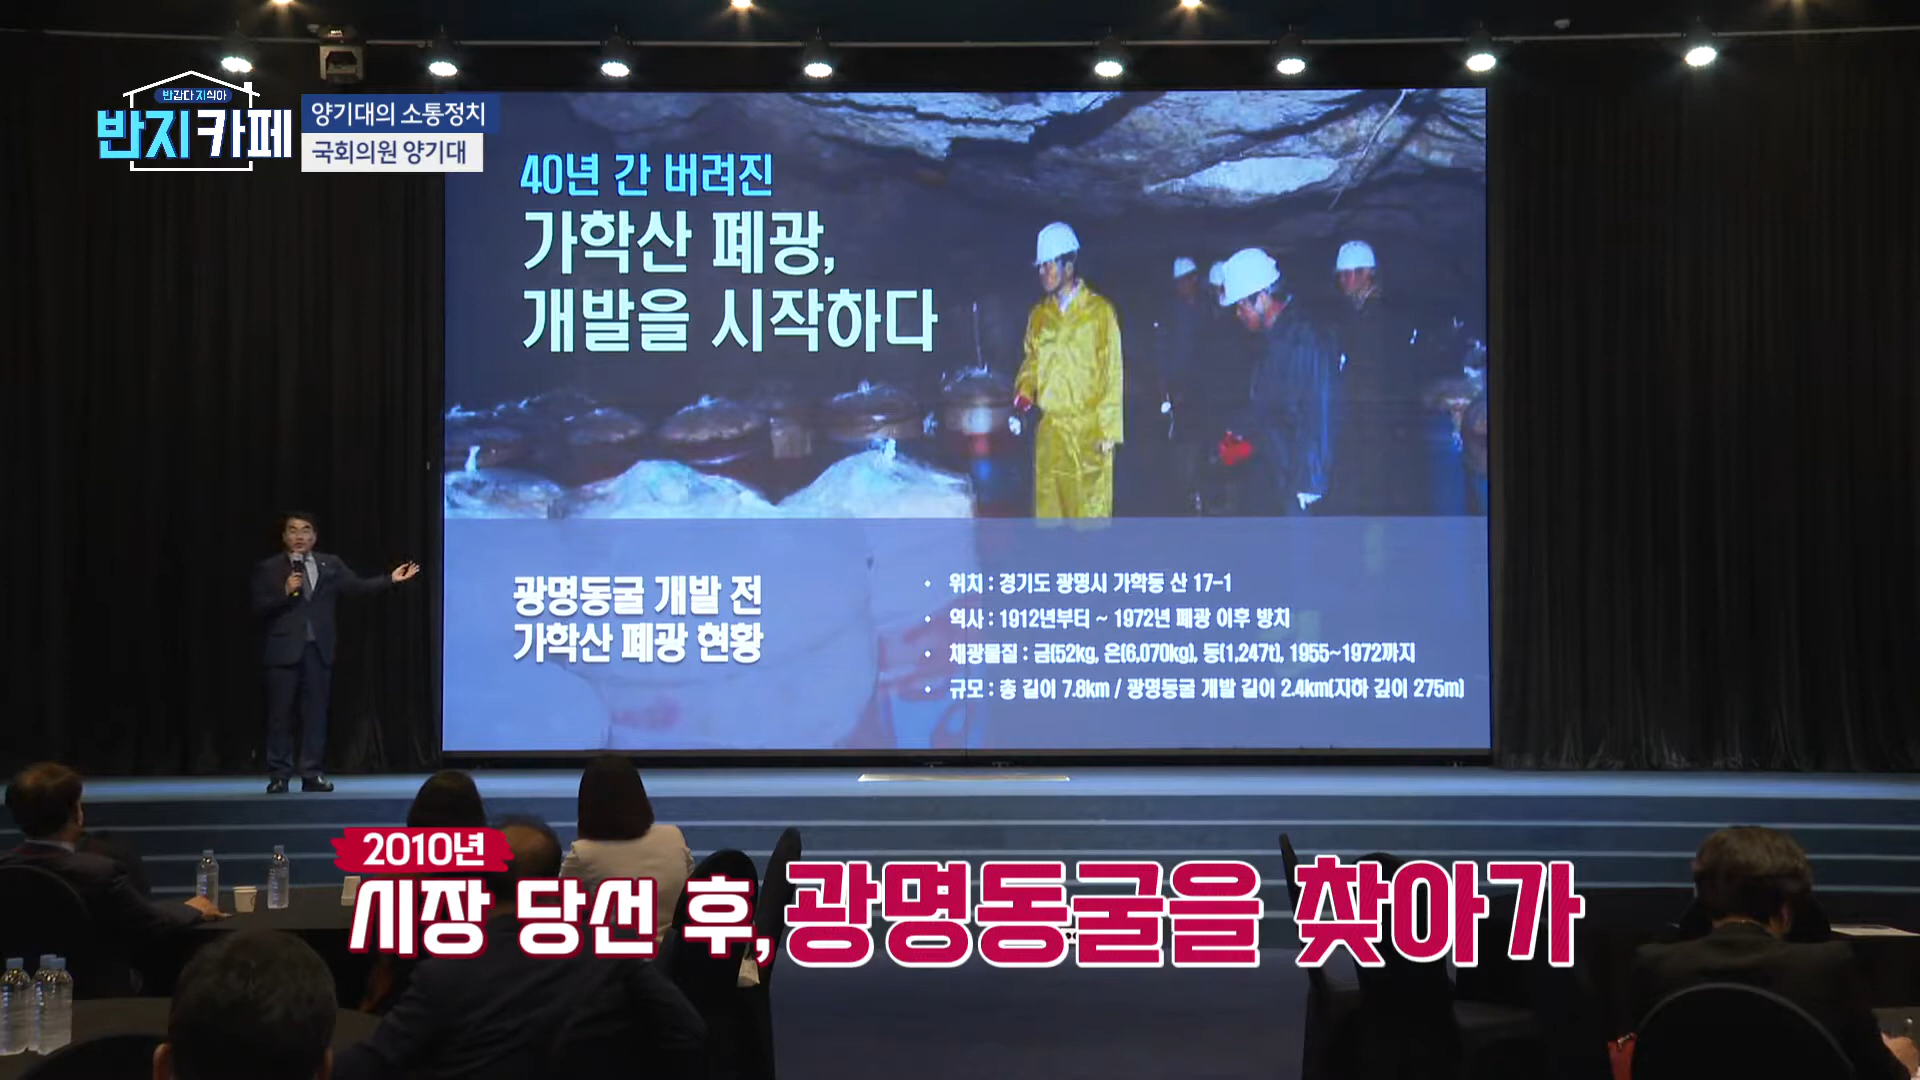 반갑다 지식아
반지 카페
양기대의 소통정치
국회의원 양기대
40년 간 버려진
가학산 폐광,
개발을 시작하다
광명동굴 개발 전
가학산 폐광 현황
• 위치 : 경기도 광명시 가학동 산 17-1
• 역사 : 1912년부터 ~ 1972년 폐광 이후 방치
• 채광물질 : 금(52kg, 은(6,070kg), 동(1,247t), 1955~1972까지
• 규모 : 총 길이 7.8km / 광명동굴 개발 길이 2.4km(지하 깊이 275m)
2010년
시장 당선 후, 광명동굴을 찾아가